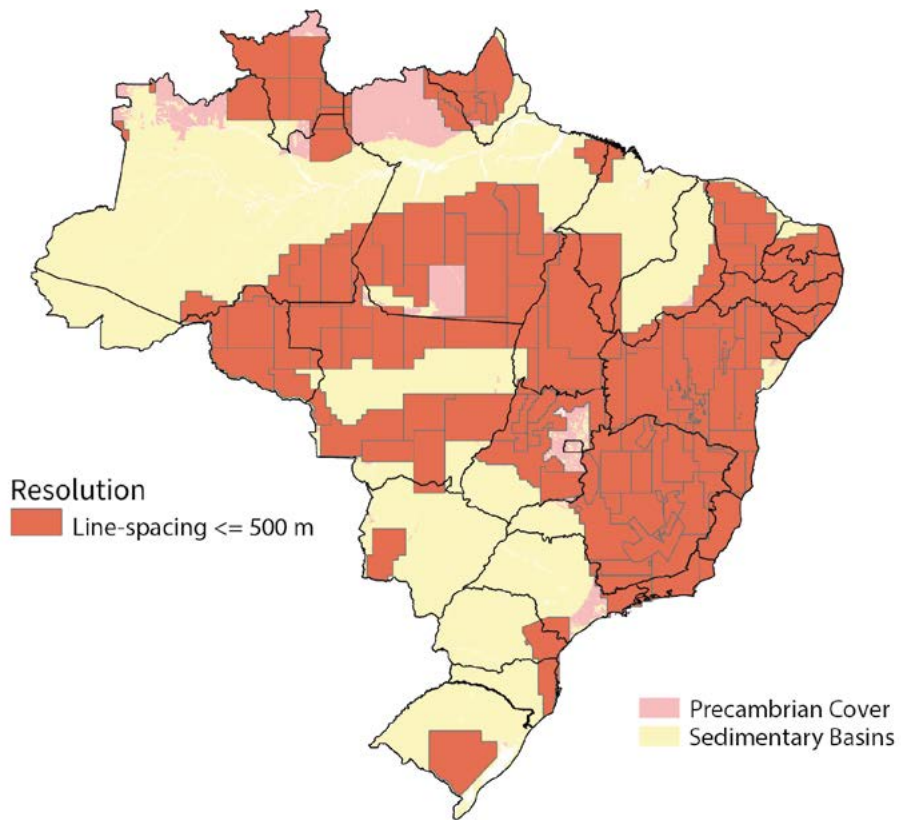 Resolution
Line-spacing <= 500 m
Precambrian Cover
Sedimentary Basins